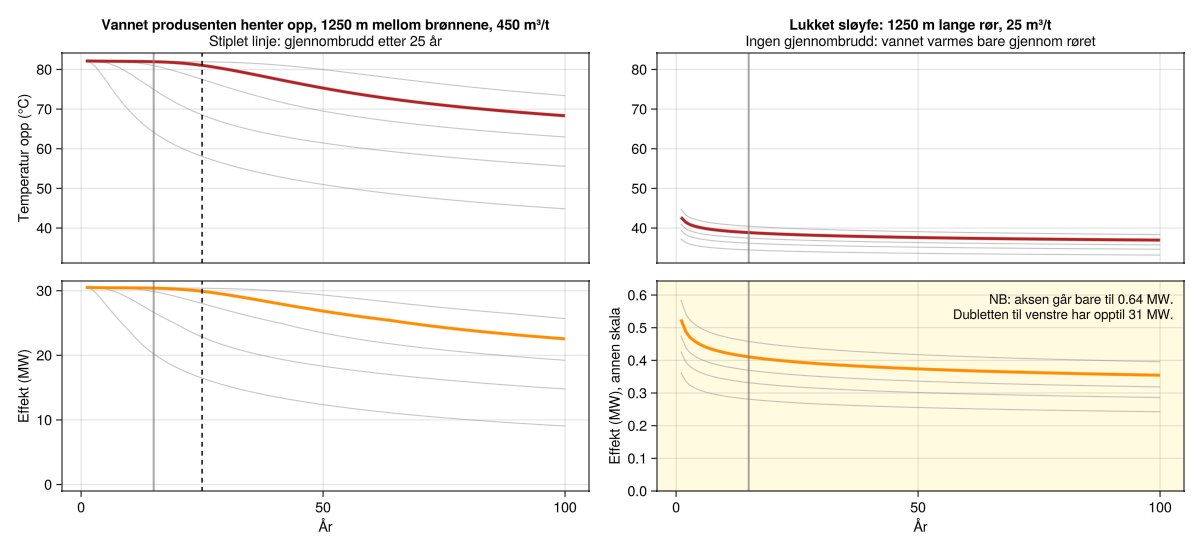 Vannet produsenten henter opp, 1250 m mellom brønnene, 450 m³/t
Stiplet linje: gjennombrudd etter 25 år
Temperatur opp (°C)
80
70
60
50
40
Effekt (MW)
30
20
10
0
0
50
100
År
Lukket sløyfe: 1250 m lange rør, 25 m³/t
Ingen gjennombrudd: vannet varmes bare gjennom røret
80
70
60
50
40
Effekt (MW), annen skala
0.6
0.5
0.4
0.3
0.2
0.1
0.0
NB: aksen går bare til 0.64 MW.
Dubletten til venstre har opptil 31 MW.
0
50
100
År